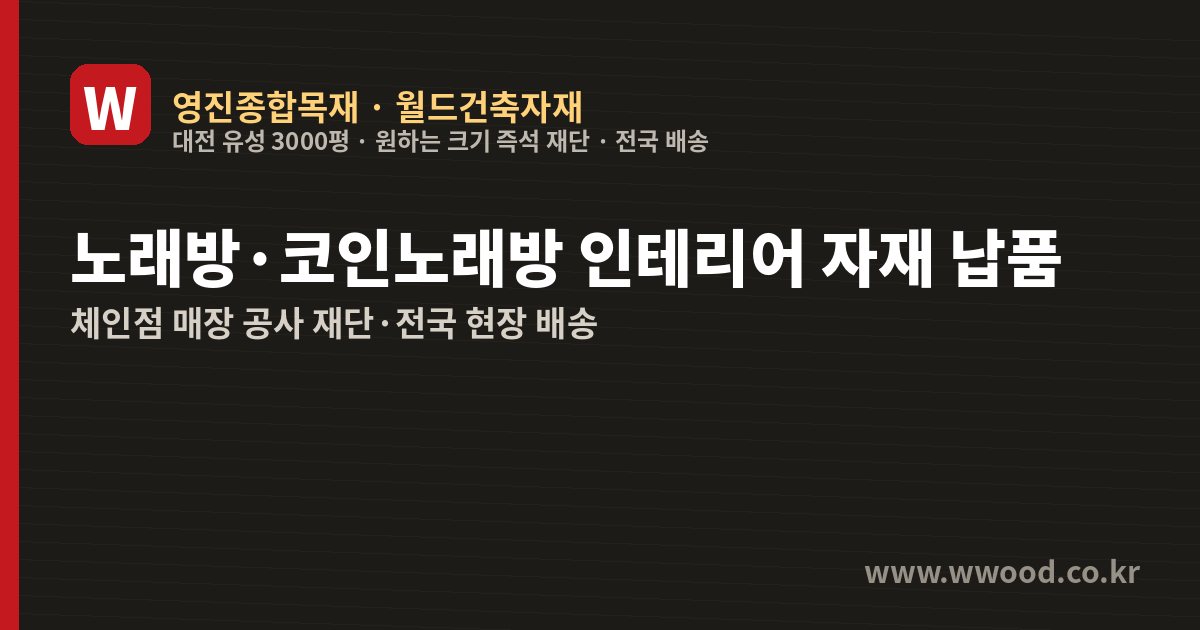 W
영진종합목재 · 월드건축자재
대전 유성 3000평 · 원하는 크기 즉석 재단 · 전국 배송
노래방·코인노래방 인테리어 자재 납품
체인점 매장 공사 재단·전국 현장 배송
www.wwood.co.kr